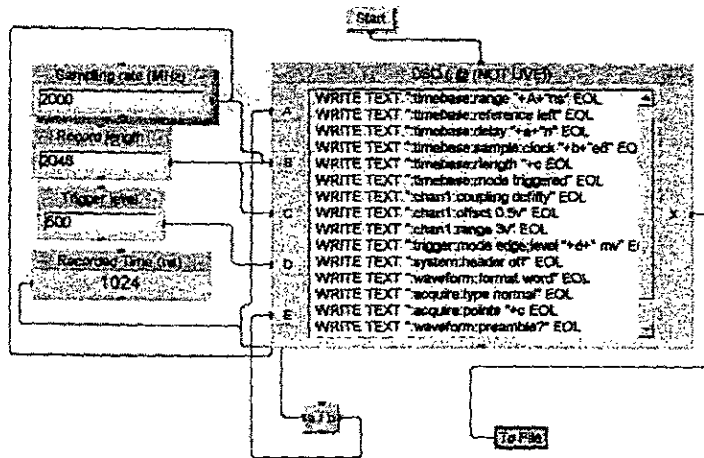 Start
Sampling rate (MHz)
2000
Record length
2048
Trigger level
500
Recorded Time (ns)
1024
(NOT LIVE)
A
B
C
D
E
X
WRITE TEXT ":timebase:range "+A+"ns" EOL
WRITE TEXT ":timebase:reference left" EOL
WRITE TEXT ":timebase:delay "+e+"n" EOL
WRITE TEXT ":timebase:sample:clock "+b+"e6" EO
WRITE TEXT ":timebase:rlength "+c EOL
WRITE TEXT ":timebase:mode triggered" EOL
WRITE TEXT ":chan1:coupling dcfifty" EOL
WRITE TEXT ":chan1:offset 0.5v" EOL
WRITE TEXT ":chan1:range 3v" EOL
WRITE TEXT ":trigger:mode edge;level "+d+" mv" E
WRITE TEXT ":system:header off" EOL
WRITE TEXT ":waveform:format word" EOL
WRITE TEXT ":acquire:type normal" EOL
WRITE TEXT ":acquire:points "+c EOL
WRITE TEXT ":waveform:preamble?" EOL
a / b
To File